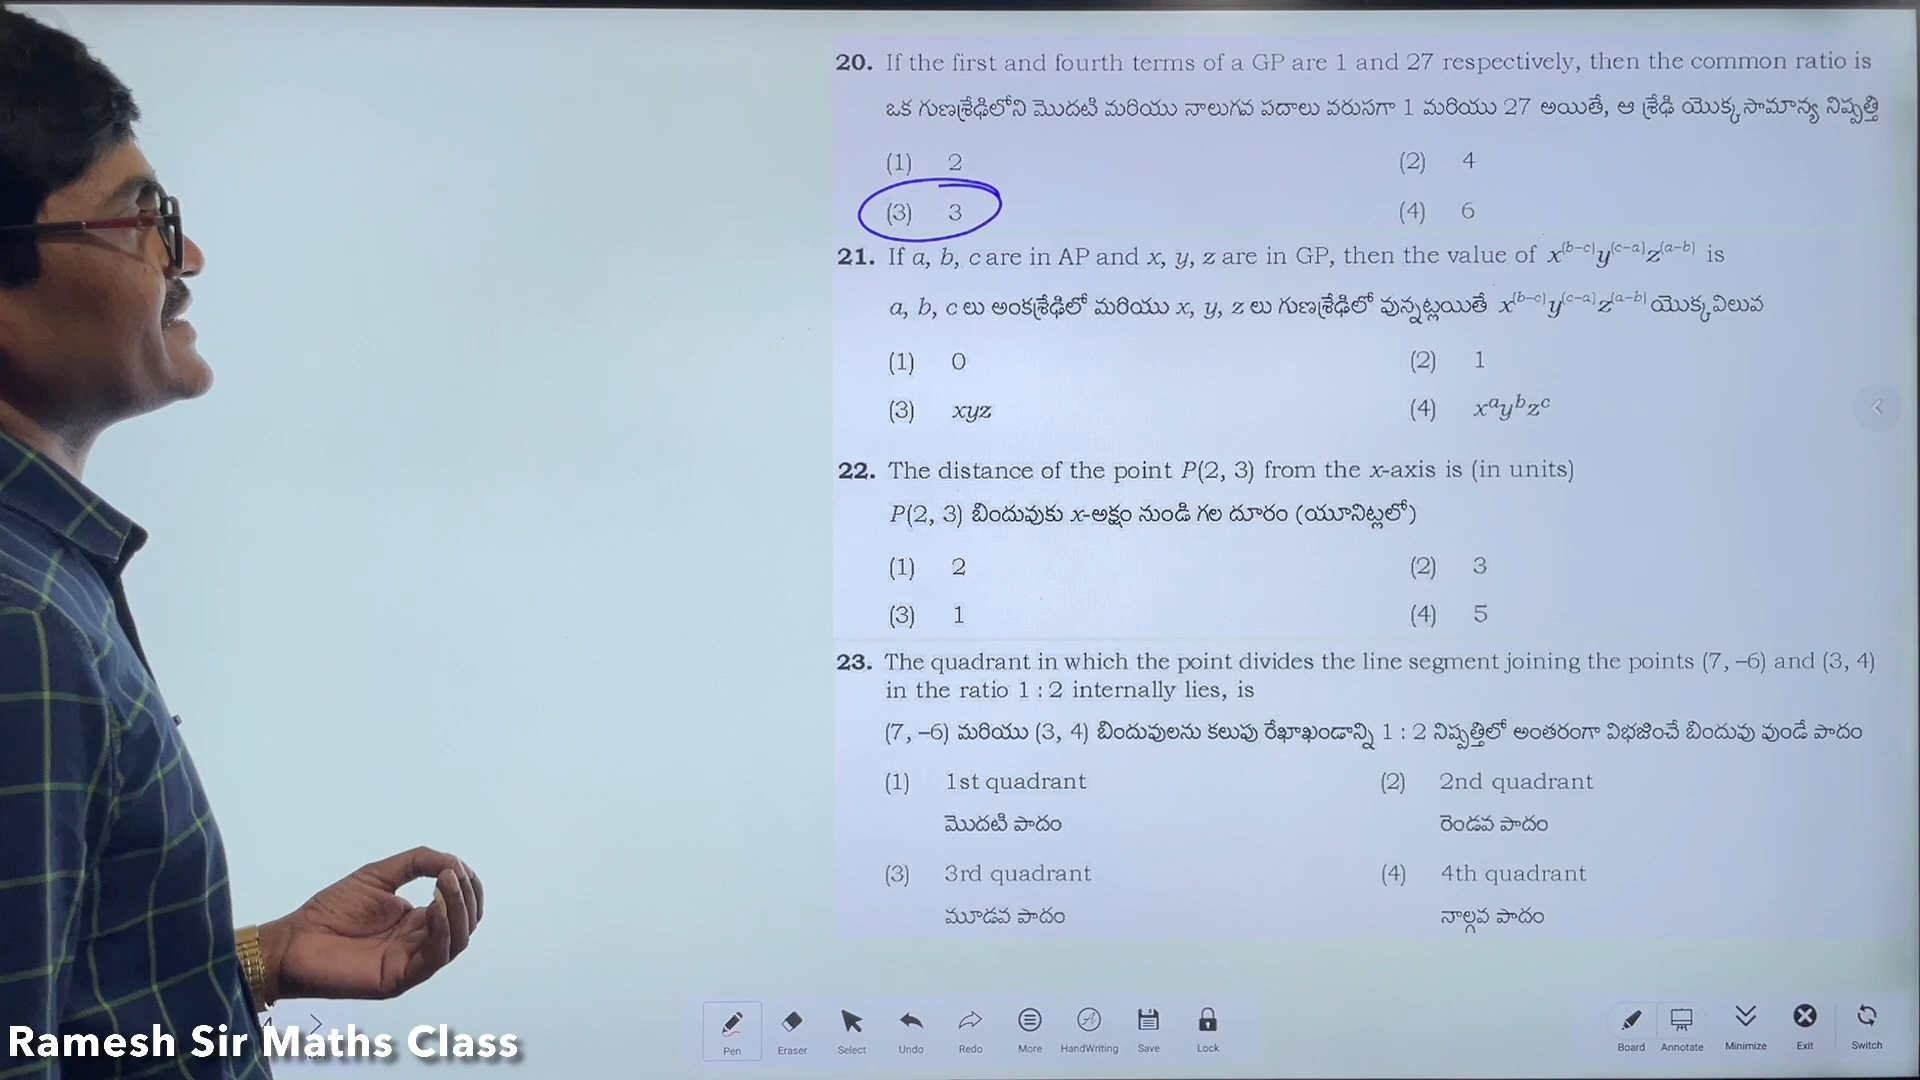 20. If the first and fourth terms of a GP are 1 and 27 respectively, then the common ratio is
ఒక గుణశ్రేఢిలోని మొదటి మరియు నాలుగవ పదాలు వరుసగా 1 మరియు 27 అయితే, ఆ శ్రేఢి యొక్క సామాన్య నిష్పత్తి
(1) 2 (2) 4
(3) 3 (4) 6
21. If a, b, c are in AP and x, y, z are in GP, then the value of x^(b–c)y^(c–a)z^(a–b) is
a, b, c లు అంకశ్రేఢిలో మరియు x, y, z లు గుణశ్రేఢిలో వున్నట్లయితే x^(b–c)y^(c–a)z^(a–b) యొక్క విలువ
(1) 0 (2) 1
(3) xyz (4) x^a y^b z^c
22. The distance of the point P(2, 3) from the x-axis is (in units)
P(2, 3) బిందువుకు x-అక్షం నుండి గల దూరం (యూనిట్లలో)
(1) 2 (2) 3
(3) 1 (4) 5
23. The quadrant in which the point divides the line segment joining the points (7, –6) and (3, 4)
in the ratio 1 : 2 internally lies, is
(7, –6) మరియు (3, 4) బిందువులను కలుపు రేఖాఖండాన్ని 1 : 2 నిష్పత్తిలో అంతరంగా విభజించే బిందువు వుండే పాదం
(1) 1st quadrant (2) 2nd quadrant
మొదటి పాదం రెండవ పాదం
(3) 3rd quadrant (4) 4th quadrant
మూడవ పాదం నాల్గవ పాదం
Pen Eraser Select Undo Redo More HandWriting Save Lock Board Annotate Minimize Exit Switch
Ramesh Sir Maths Class